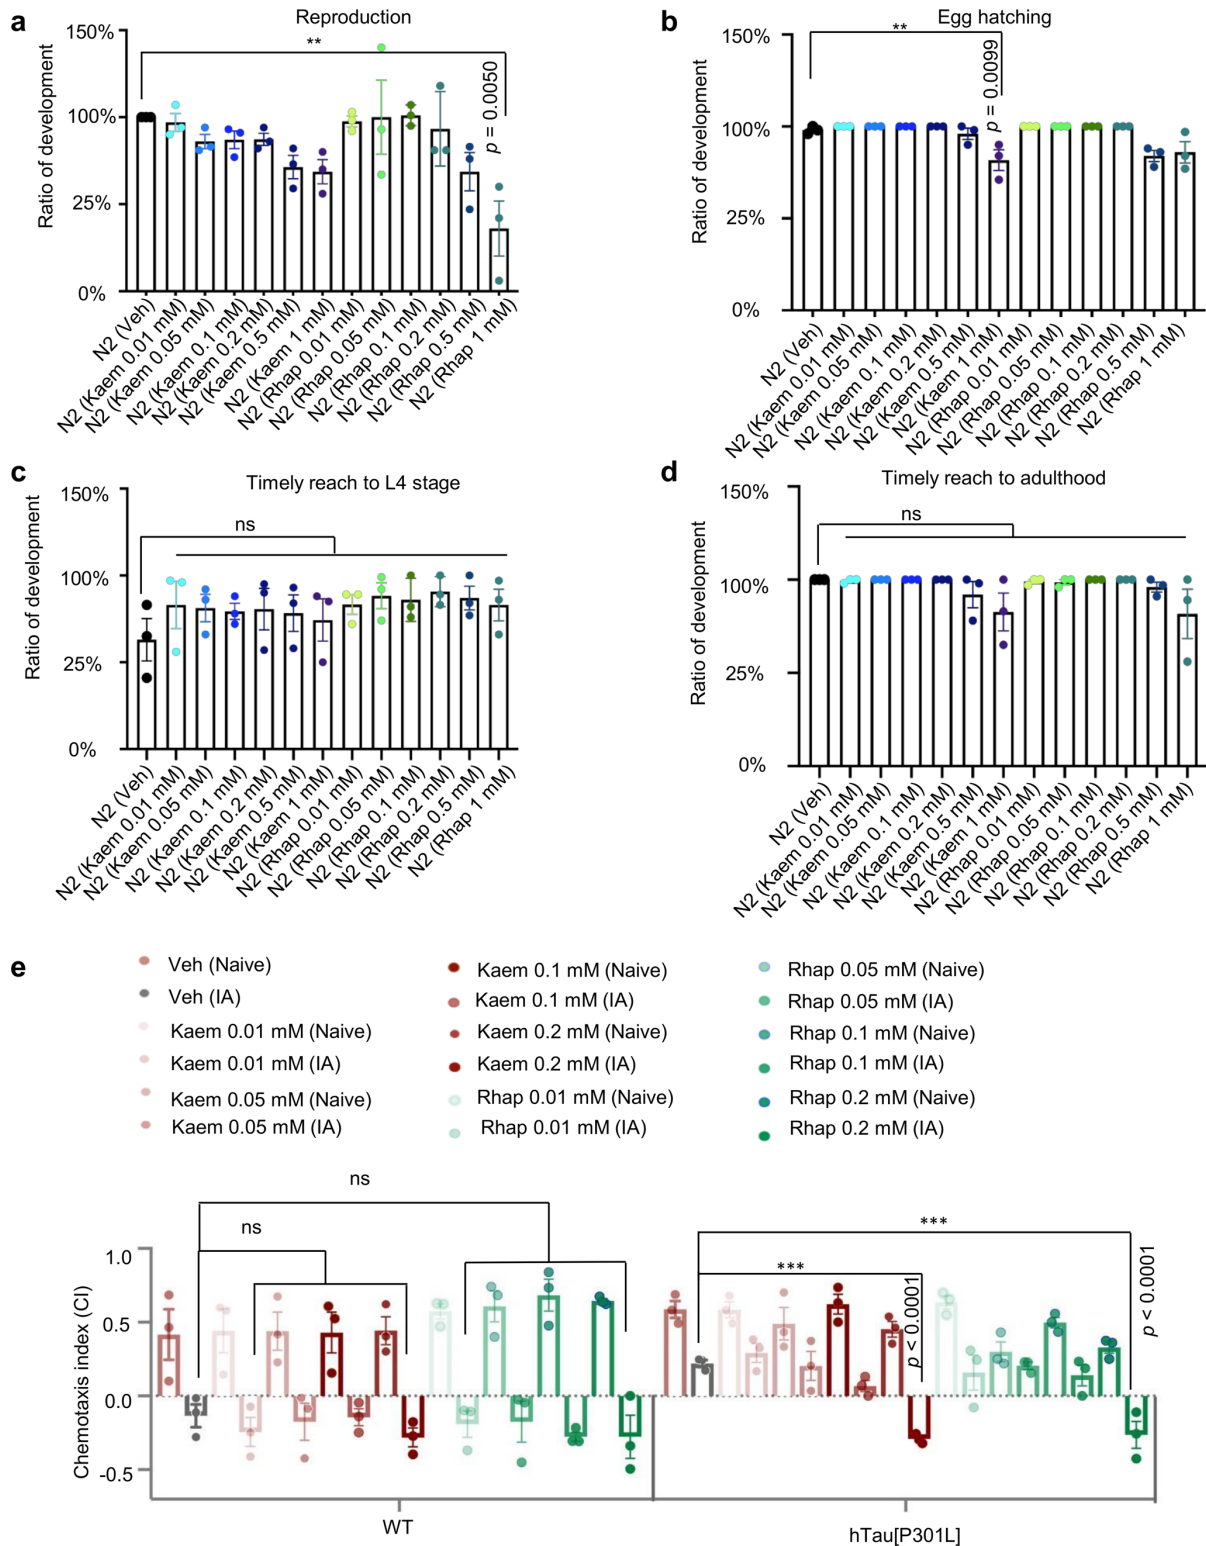 a
Reproduction
Ratio of development
150%
100%
25%
0%
**
p = 0.0050
N2 (Veh)
N2 (Kaem 0.01 mM)
N2 (Kaem 0.05 mM)
N2 (Kaem 0.1 mM)
N2 (Kaem 0.2 mM)
N2 (Kaem 0.5 mM)
N2 (Kaem 1 mM)
N2 (Rhap 0.01 mM)
N2 (Rhap 0.05 mM)
N2 (Rhap 0.1 mM)
N2 (Rhap 0.2 mM)
N2 (Rhap 0.5 mM)
N2 (Rhap 1 mM)
b
Egg hatching
Ratio of development
150%
100%
25%
0%
**
p = 0.0099
N2 (Veh)
N2 (Kaem 0.01 mM)
N2 (Kaem 0.05 mM)
N2 (Kaem 0.1 mM)
N2 (Kaem 0.2 mM)
N2 (Kaem 0.5 mM)
N2 (Kaem 1 mM)
N2 (Rhap 0.01 mM)
N2 (Rhap 0.05 mM)
N2 (Rhap 0.1 mM)
N2 (Rhap 0.2 mM)
N2 (Rhap 0.5 mM)
N2 (Rhap 1 mM)
c
Timely reach to L4 stage
Ratio of development
150%
100%
25%
0%
ns
N2 (Veh)
N2 (Kaem 0.01 mM)
N2 (Kaem 0.05 mM)
N2 (Kaem 0.1 mM)
N2 (Kaem 0.2 mM)
N2 (Kaem 0.5 mM)
N2 (Kaem 1 mM)
N2 (Rhap 0.01 mM)
N2 (Rhap 0.05 mM)
N2 (Rhap 0.1 mM)
N2 (Rhap 0.2 mM)
N2 (Rhap 0.5 mM)
N2 (Rhap 1 mM)
d
Timely reach to adulthood
Ratio of development
150%
100%
25%
0%
ns
N2 (Veh)
N2 (Kaem 0.01 mM)
N2 (Kaem 0.05 mM)
N2 (Kaem 0.1 mM)
N2 (Kaem 0.2 mM)
N2 (Kaem 0.5 mM)
N2 (Kaem 1 mM)
N2 (Rhap 0.01 mM)
N2 (Rhap 0.05 mM)
N2 (Rhap 0.1 mM)
N2 (Rhap 0.2 mM)
N2 (Rhap 0.5 mM)
N2 (Rhap 1 mM)
e
Veh (Naive)
Veh (IA)
Kaem 0.01 mM (Naive)
Kaem 0.01 mM (IA)
Kaem 0.05 mM (Naive)
Kaem 0.05 mM (IA)
Kaem 0.1 mM (Naive)
Kaem 0.1 mM (IA)
Kaem 0.2 mM (Naive)
Kaem 0.2 mM (IA)
Rhap 0.01 mM (Naive)
Rhap 0.01 mM (IA)
Rhap 0.05 mM (Naive)
Rhap 0.05 mM (IA)
Rhap 0.1 mM (Naive)
Rhap 0.1 mM (IA)
Rhap 0.2 mM (Naive)
Rhap 0.2 mM (IA)
Chemotaxis index (CI)
1.0
0.5
0.0
-0.5
ns
ns
***
***
p < 0.0001
p < 0.0001
WT
hTau[P301L]